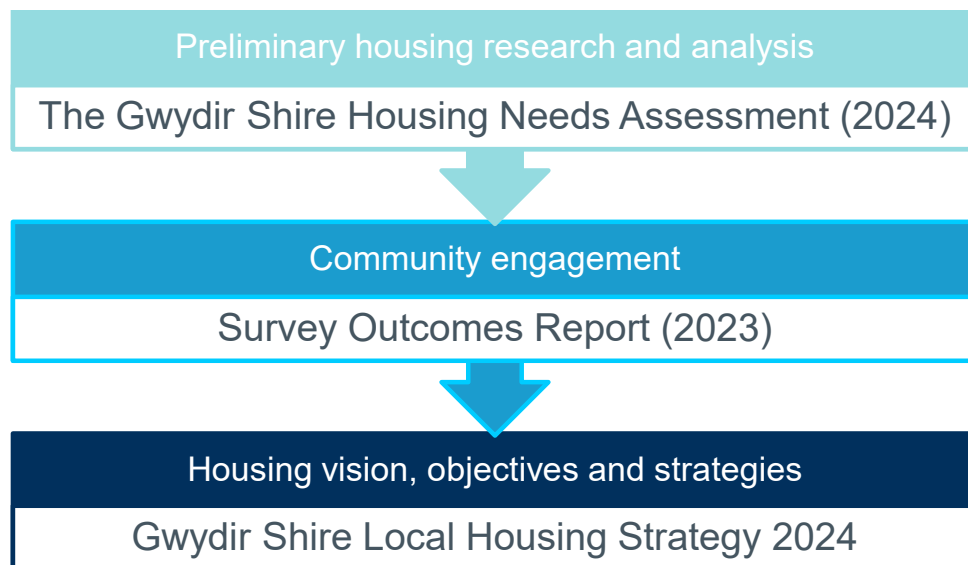 Preliminary housing research and analysis
The Gwydir Shire Housing Needs Assessment (2024)
Community engagement
Survey Outcomes Report (2023)
Housing vision, objectives and strategies
Gwydir Shire Local Housing Strategy 2024